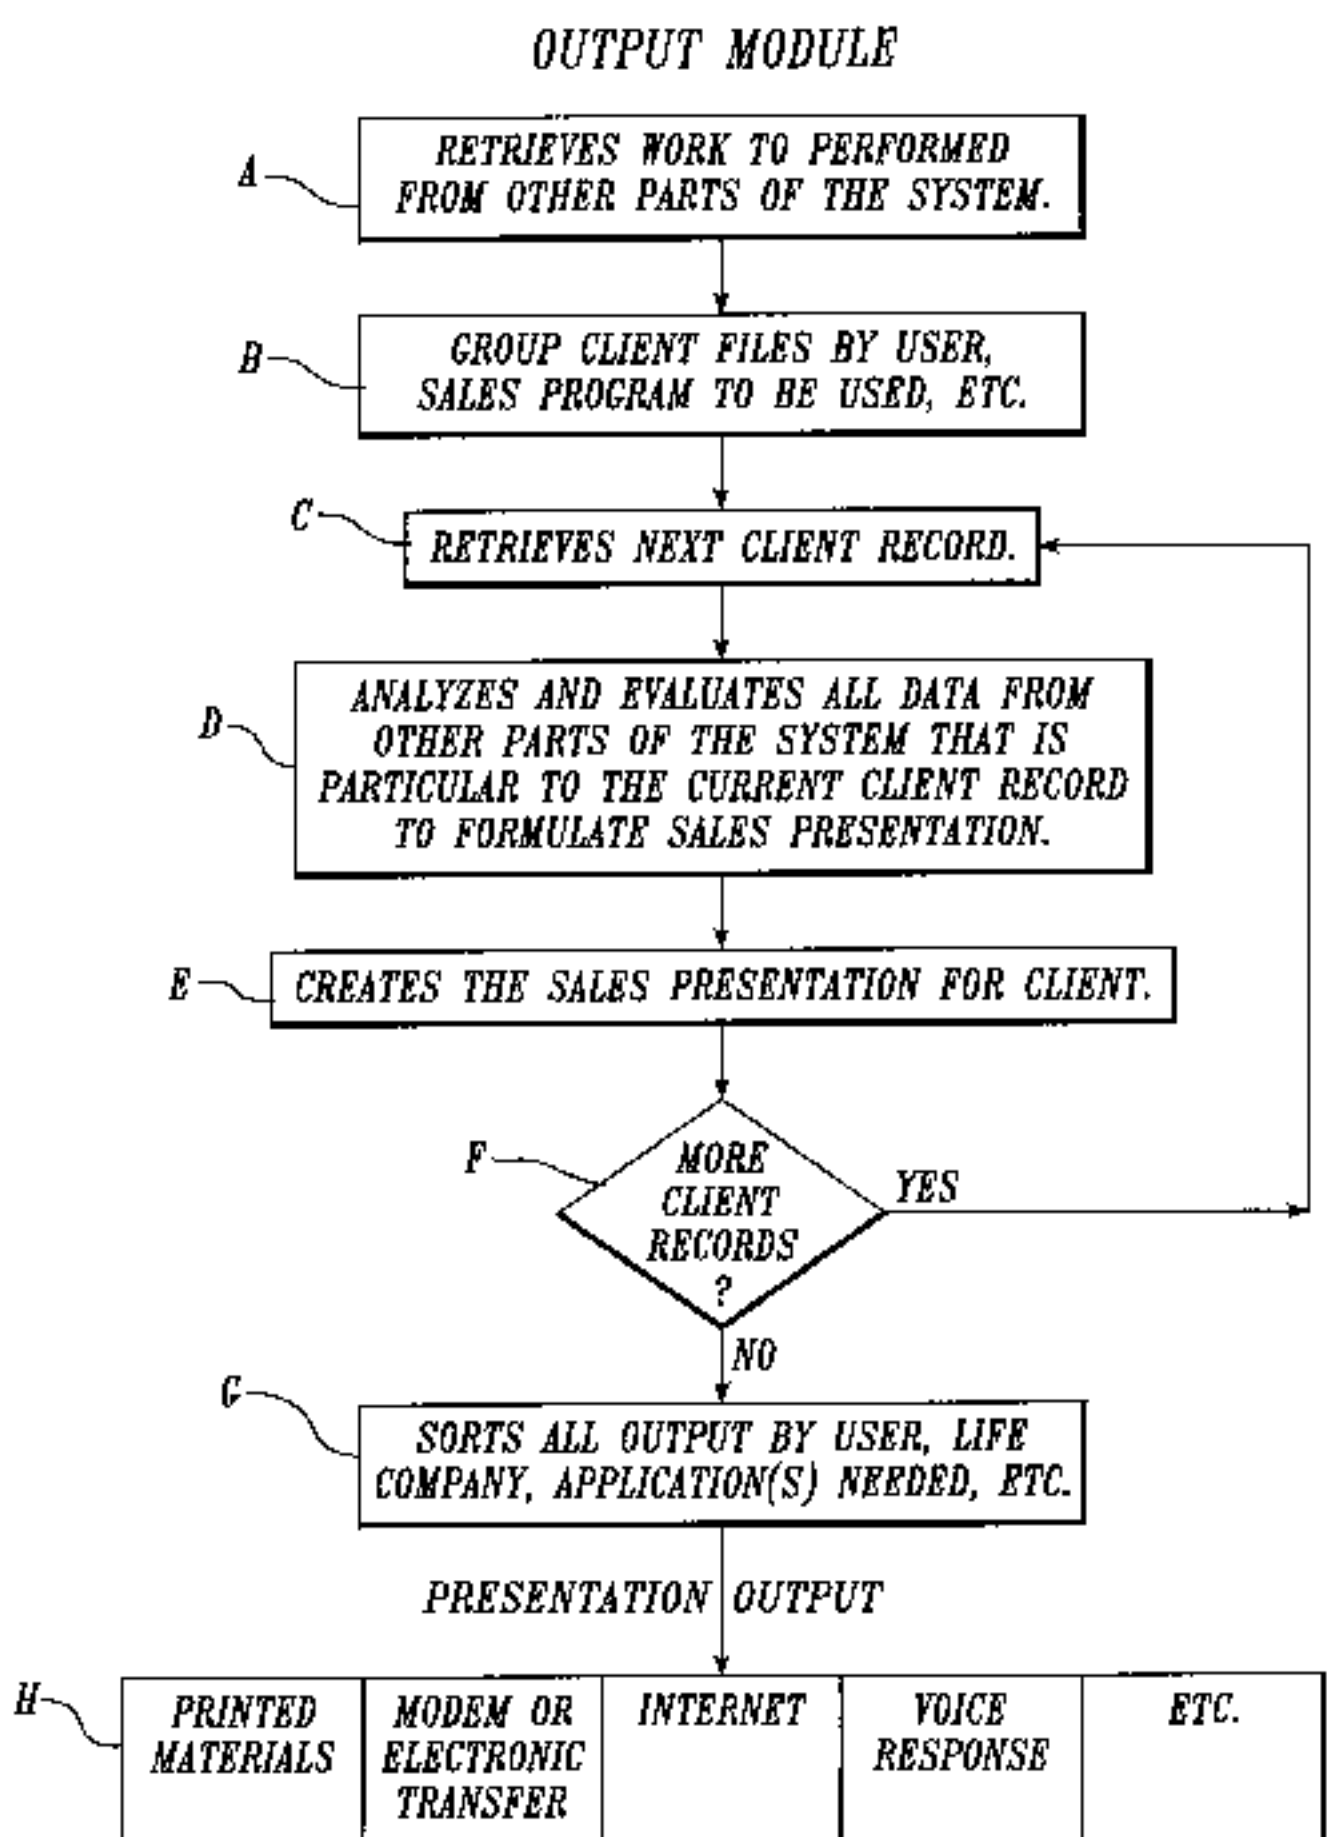 OUTPUT MODULE
A
RETRIEVES WORK TO PERFORMED
FROM OTHER PARTS OF THE SYSTEM.
B
GROUP CLIENT FILES BY USER,
SALES PROGRAM TO BE USED, ETC.
C
RETRIEVES NEXT CLIENT RECORD.
D
ANALYZES AND EVALUATES ALL DATA FROM
OTHER PARTS OF THE SYSTEM THAT IS
PARTICULAR TO THE CURRENT CLIENT RECORD
TO FORMULATE SALES PRESENTATION.
E
CREATES THE SALES PRESENTATION FOR CLIENT.
F
MORE
CLIENT
RECORDS
?
YES
NO
G
SORTS ALL OUTPUT BY USER, LIFE
COMPANY, APPLICATION(S) NEEDED, ETC.
PRESENTATION OUTPUT
H
PRINTED
MATERIALS
MODEM OR
ELECTRONIC
TRANSFER
INTERNET
VOICE
RESPONSE
ETC.